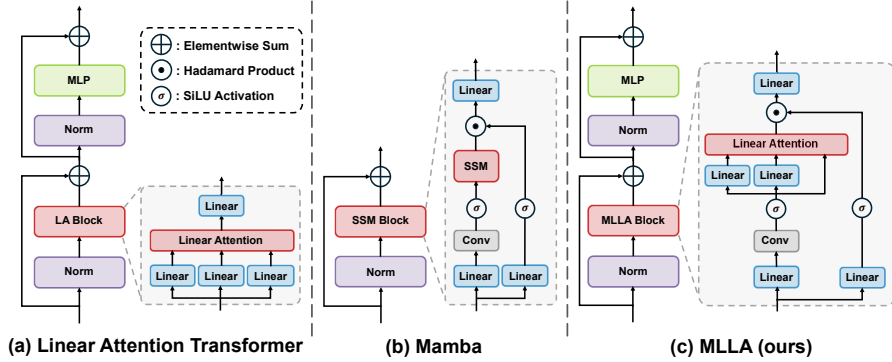 MLP
Norm
LA Block
Norm
: Elementwise Sum
: Hadamard Product
σ : SiLU Activation
Linear
Linear Attention
Linear Linear Linear
(a) Linear Attention Transformer
SSM Block
Norm
Linear
SSM
σ σ
Conv
Linear Linear
(b) Mamba
MLP
Norm
MLLA Block
Norm
Linear
Linear Attention
Linear Linear
σ σ
Conv
Linear Linear
(c) MLLA (ours)